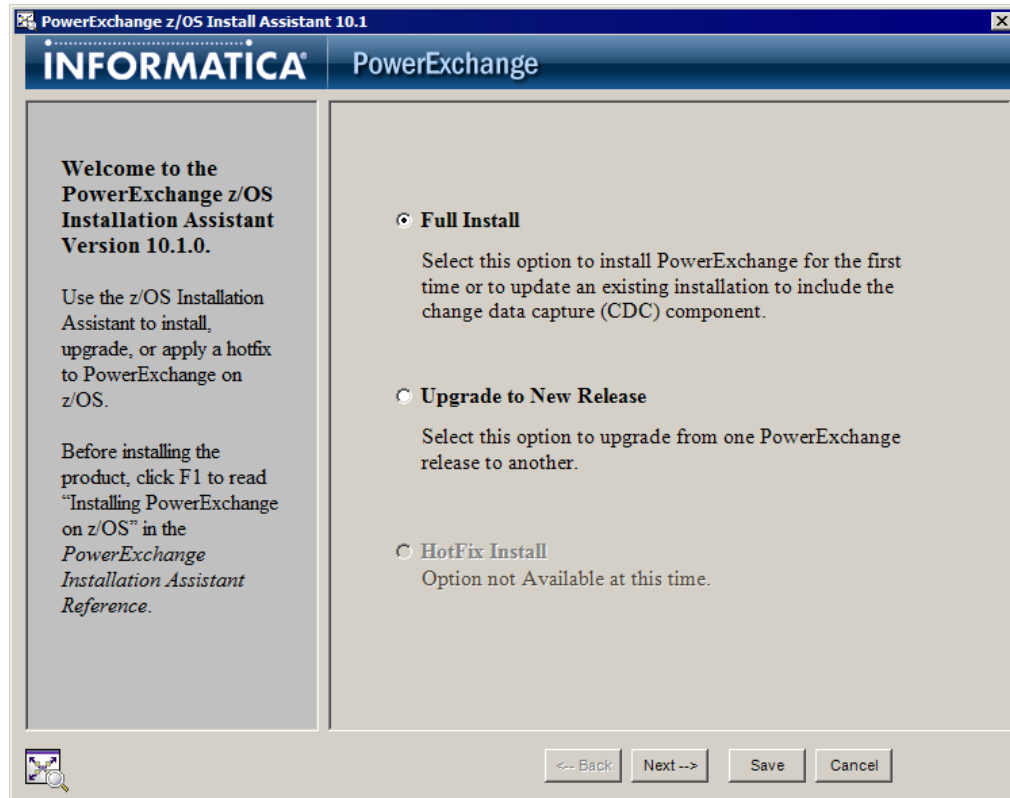 PowerExchange z/OS Install Assistant 10.1
INFORMATICA®
PowerExchange
Welcome to the
PowerExchange z/OS
Installation Assistant
Version 10.1.0.
Use the z/OS Installation
Assistant to install,
upgrade, or apply a hotfix
to PowerExchange on
z/OS.
Before installing the
product, click F1 to read
“Installing PowerExchange
on z/OS” in the
PowerExchange
Installation Assistant
Reference.
Full Install
Select this option to install PowerExchange for the first
time or to update an existing installation to include the
change data capture (CDC) component.
Upgrade to New Release
Select this option to upgrade from one PowerExchange
release to another.
HotFix Install
Option not Available at this time.
<-- Back Next --> Save Cancel